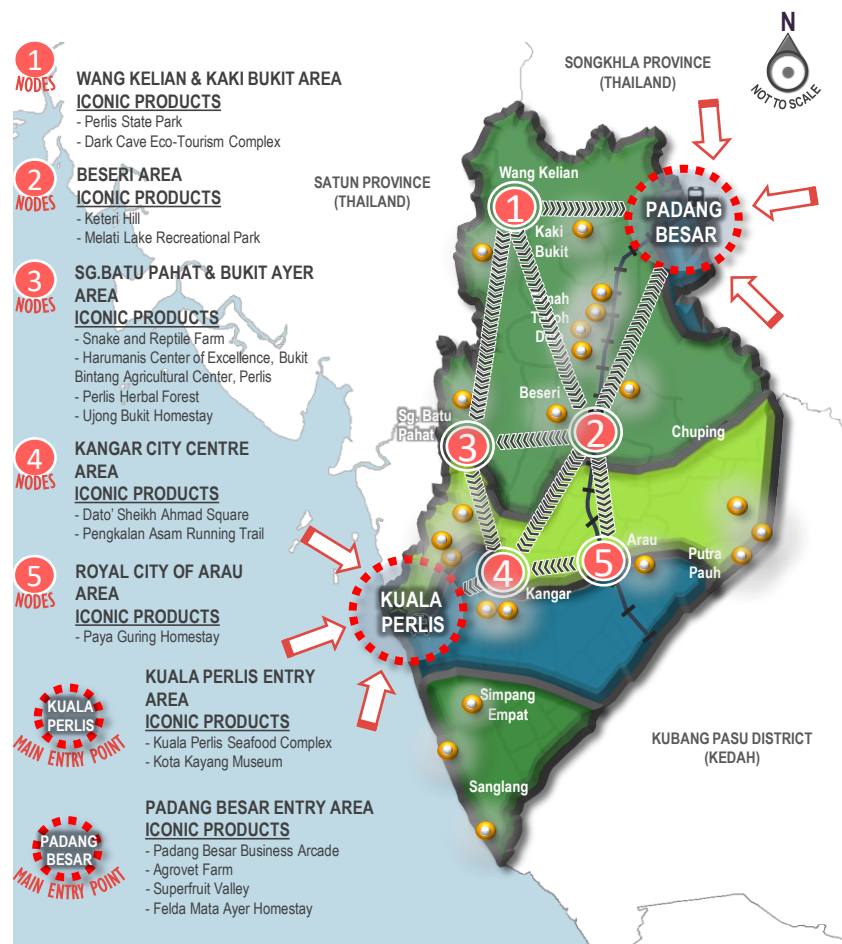 1
NODES
WANG KELIAN & KAKI BUKIT AREA
ICONIC PRODUCTS
- Perlis State Park
- Dark Cave Eco-Tourism Complex
2
NODES
BESERI AREA
ICONIC PRODUCTS
- Keteri Hill
- Melati Lake Recreational Park
3
NODES
SG.BATU PAHAT & BUKIT AYER
AREA
ICONIC PRODUCTS
- Snake and Reptile Farm
- Harumanis Center of Excellence, Bukit
Bintang Agricultural Center, Perlis
- Perlis Herbal Forest
- Ujong Bukit Homestay
4
NODES
KANGAR CITY CENTRE
AREA
ICONIC PRODUCTS
- Dato' Sheikh Ahmad Square
- Pengkalan Asam Running Trail
5
NODES
ROYAL CITY OF ARAU
AREA
ICONIC PRODUCTS
- Paya Guring Homestay
KUALA
PERLIS
MAIN ENTRY POINT
KUALA PERLIS ENTRY
AREA
ICONIC PRODUCTS
- Kuala Perlis Seafood Complex
- Kota Kayang Museum
PADANG
BESAR
MAIN ENTRY POINT
PADANG BESAR ENTRY AREA
ICONIC PRODUCTS
- Padang Besar Business Arcade
- Agrovet Farm
- Superfruit Valley
- Felda Mata Ayer Homestay
N
NOT TO SCALE
SONGKHLA PROVINCE
(THAILAND)
SATUN PROVINCE
(THAILAND)
Wang Kelian
1
Kaki
Bukit
PADANG
BESAR
Beseri
2
Sg. Batu
Pahat
3
Chuping
Arau
5
Putra
Pauh
4
Kangar
KUALA
PERLIS
Simpang
Empat
Sanglang
KUBANG PASU DISTRICT
(KEDAH)